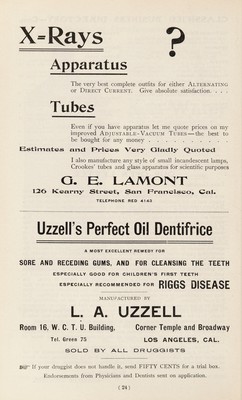 X=Rays
?
Apparatus
The very best complete outfits for either ALTERNATING
or DIRECT CURRENT. Give absolute satisfaction. . . .
Tubes
Even if you have apparatus let me quote prices on my
improved ADJUSTABLE-VACUUM TUBES—the best to
be bought for any money . . . . . . . . . .
Estimates and Prices Very Gladly Quoted
I also manufacture any style of small incandescent lamps,
Crookes' tubes and glass apparatus for scientific purposes
G. E. LAMONT
126 Kearny Street, San Francisco, Cal.
TELEPHONE RED 4143
Uzzell's Perfect Oil Dentifrice
A MOST EXCELLENT REMEDY FOR
SORE AND RECEDING GUMS, AND FOR CLEANSING THE TEETH
ESPECIALLY GOOD FOR CHILDREN'S FIRST TEETH
ESPECIALLY RECOMMENDED FOR RIGGS DISEASE
MANUFACTURED BY
L. A. UZZELL
Room 16, W. C. T. U. Building, Corner Temple and Broadway
Tel. Green 75 LOS ANGELES, CAL.
SOLD BY ALL DRUGGISTS
☞ If your druggist does not handle it, send FIFTY CENTS for a trial box.
Endorsements from Physicians and Dentists sent on application.
( 24 )